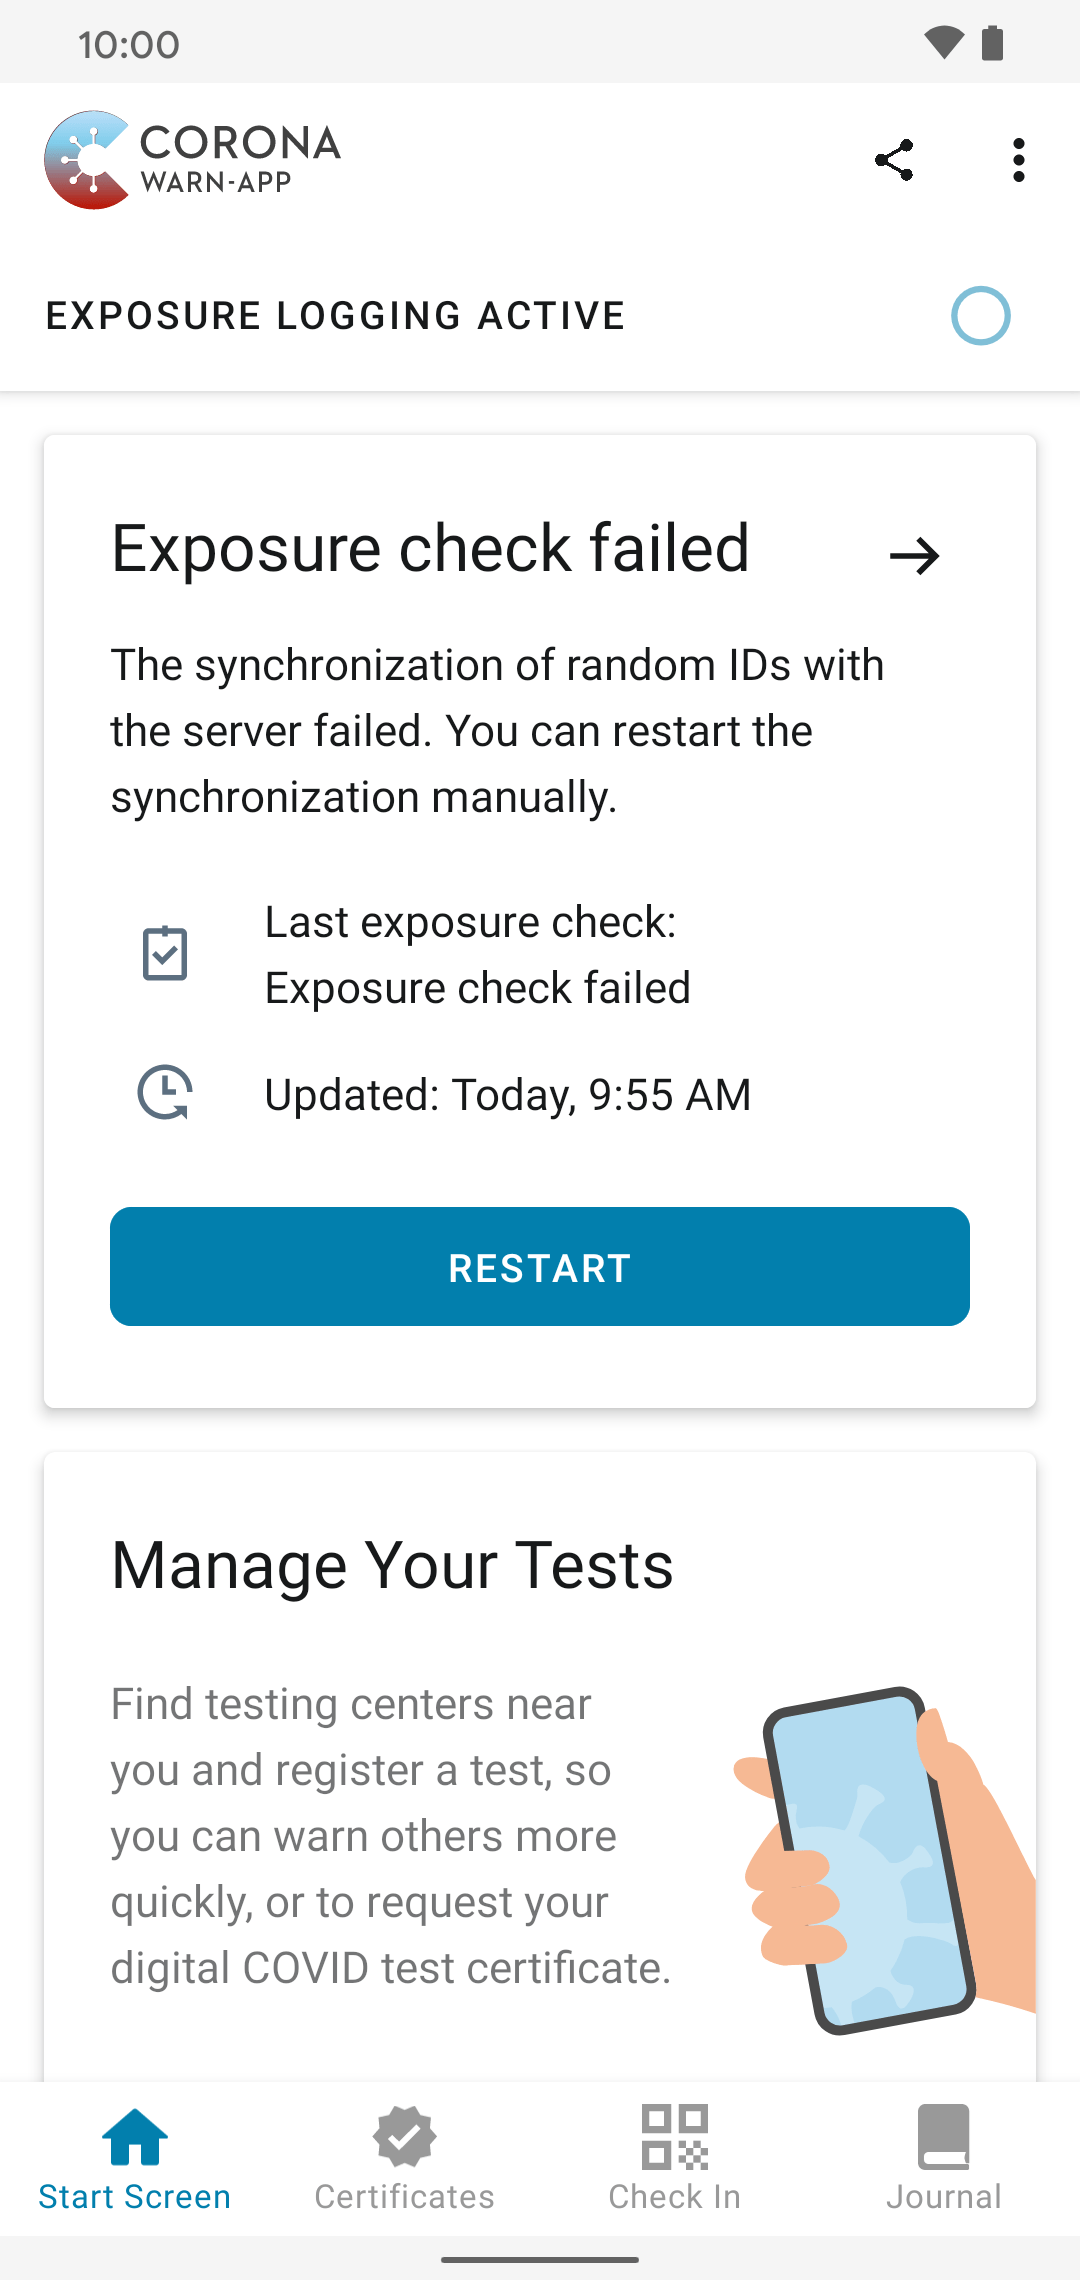 10:00
CORONA
WARN-APP
EXPOSURE LOGGING ACTIVE
Exposure check failed
The synchronization of random IDs with
the server failed. You can restart the
synchronization manually.
Last exposure check:
Exposure check failed
Updated: Today, 9:55 AM
RESTART
Manage Your Tests
Find testing centers near
you and register a test, so
you can warn others more
quickly, or to request your
digital COVID test certificate.
Start Screen
Certificates
Check In
Journal